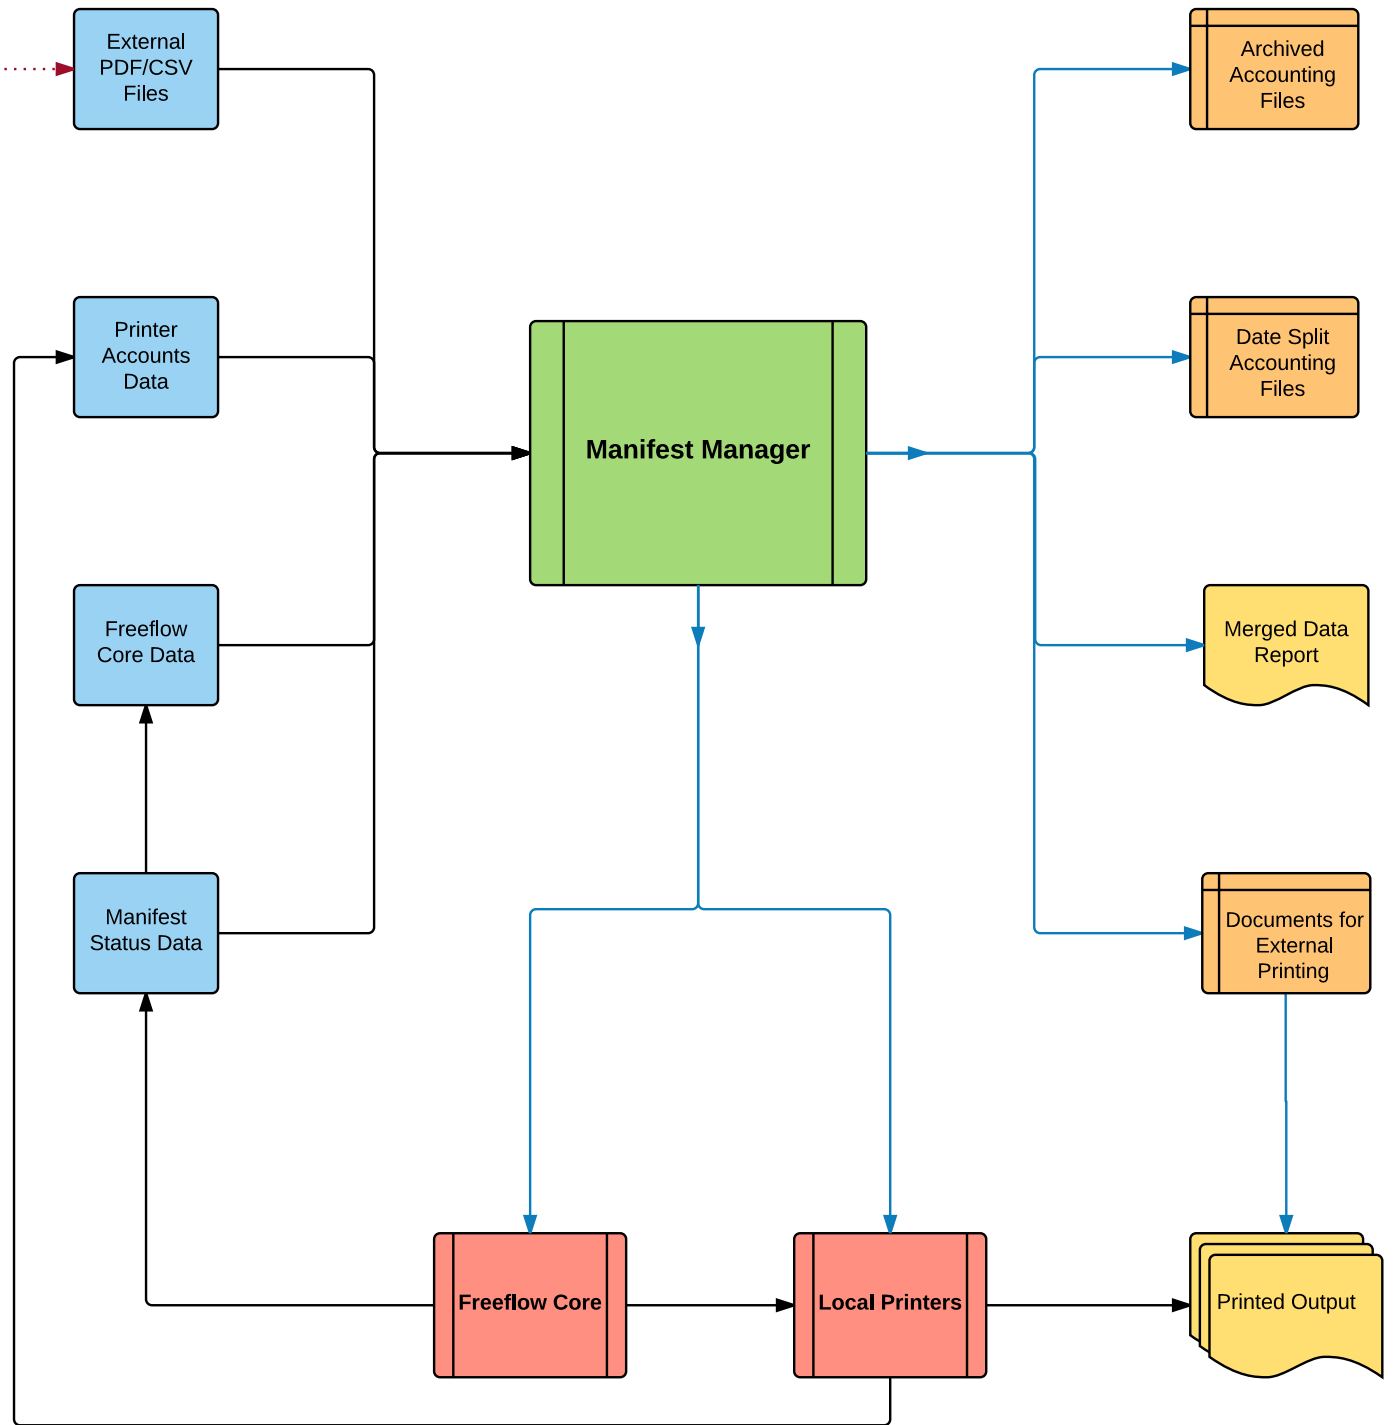 External
PDF/CSV
Files
Archived
Accounting
Files
Printer
Accounts
Data
Manifest Manager
Date Split
Accounting
Files
Freeflow
Core Data
Merged Data
Report
Manifest
Status Data
Documents for
External
Printing
Freeflow Core
Local Printers
Printed Output